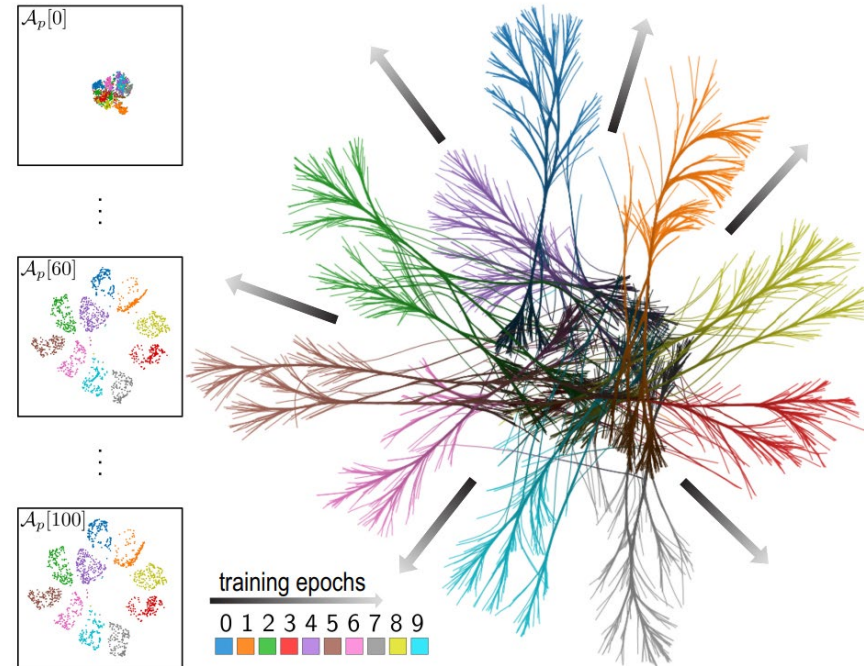 𝒜ₚ[0]
⋮
𝒜ₚ[60]
⋮
𝒜ₚ[100]
training epochs
0 1 2 3 4 5 6 7 8 9